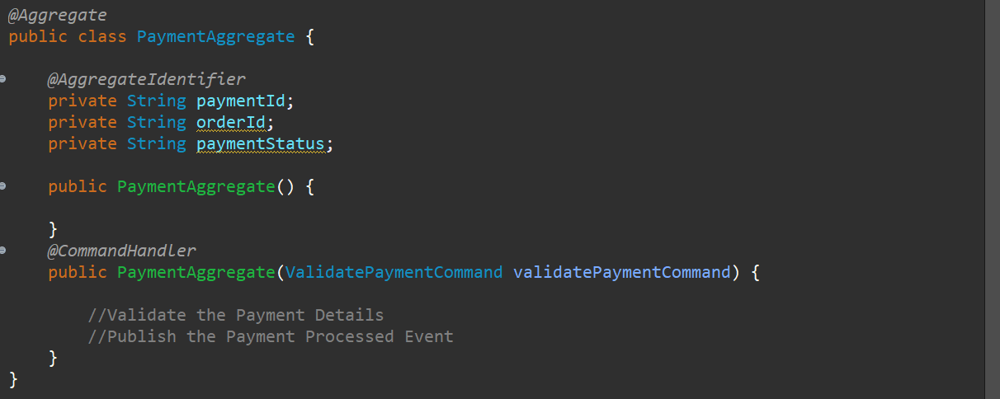 @Aggregate
public class PaymentAggregate {
@AggregateIdentifier
private String paymentId;
private String orderId;
private String paymentStatus;
public PaymentAggregate() {
}
@CommandHandler
public PaymentAggregate(ValidatePaymentCommand validatePaymentCommand) {
//Validate the Payment Details
//Publish the Payment Processed Event
}
}